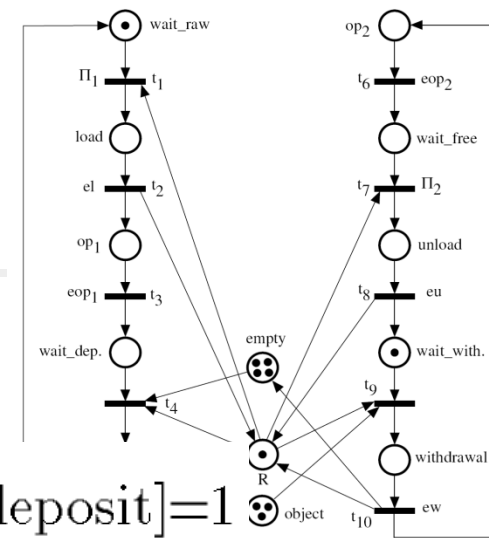 wait_raw
Π1 t1
load
el t2
op1
eop1 t3
wait_dep.
t4
empty
R
object
op2
t6 eop2
wait_free
t7 Π2
unload
t8 eu
wait_with.
t9
withdrawal
t10 ew
deposit]=1